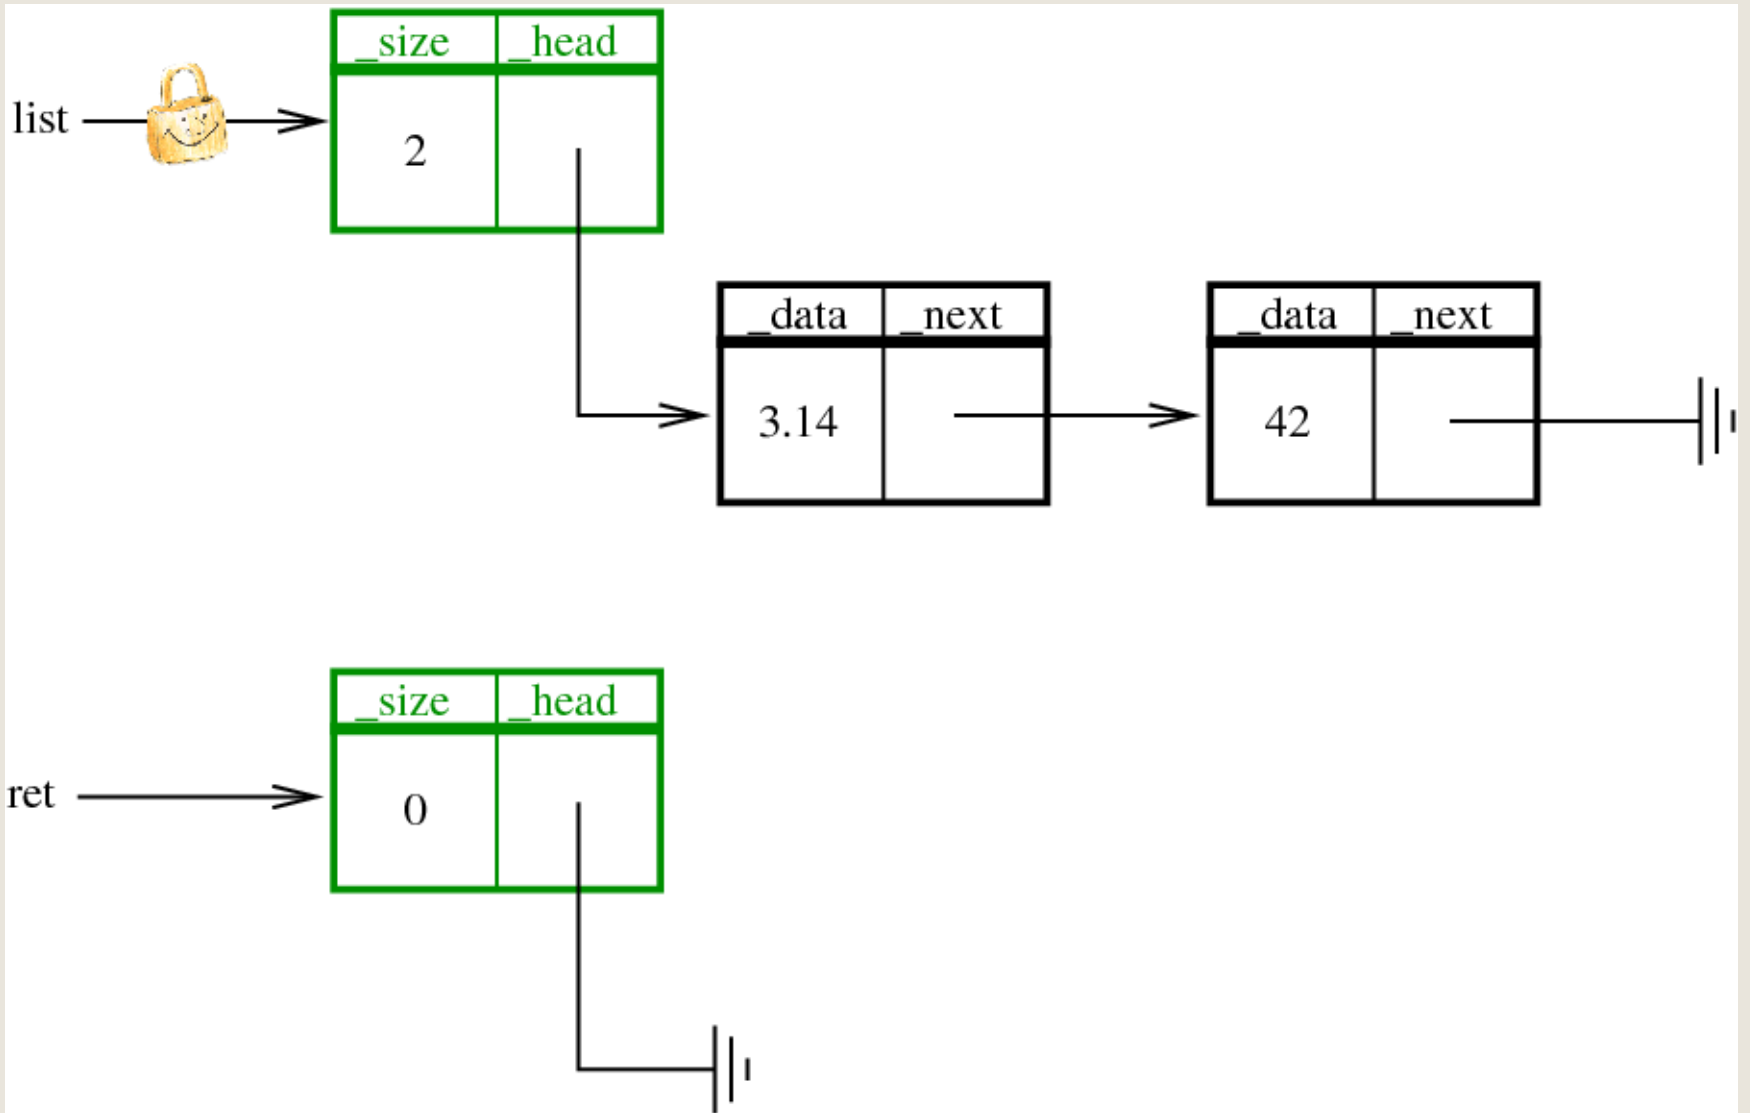 _size _head
list
2
_data _next _data _next
3.14 42
_size _head
ret
0